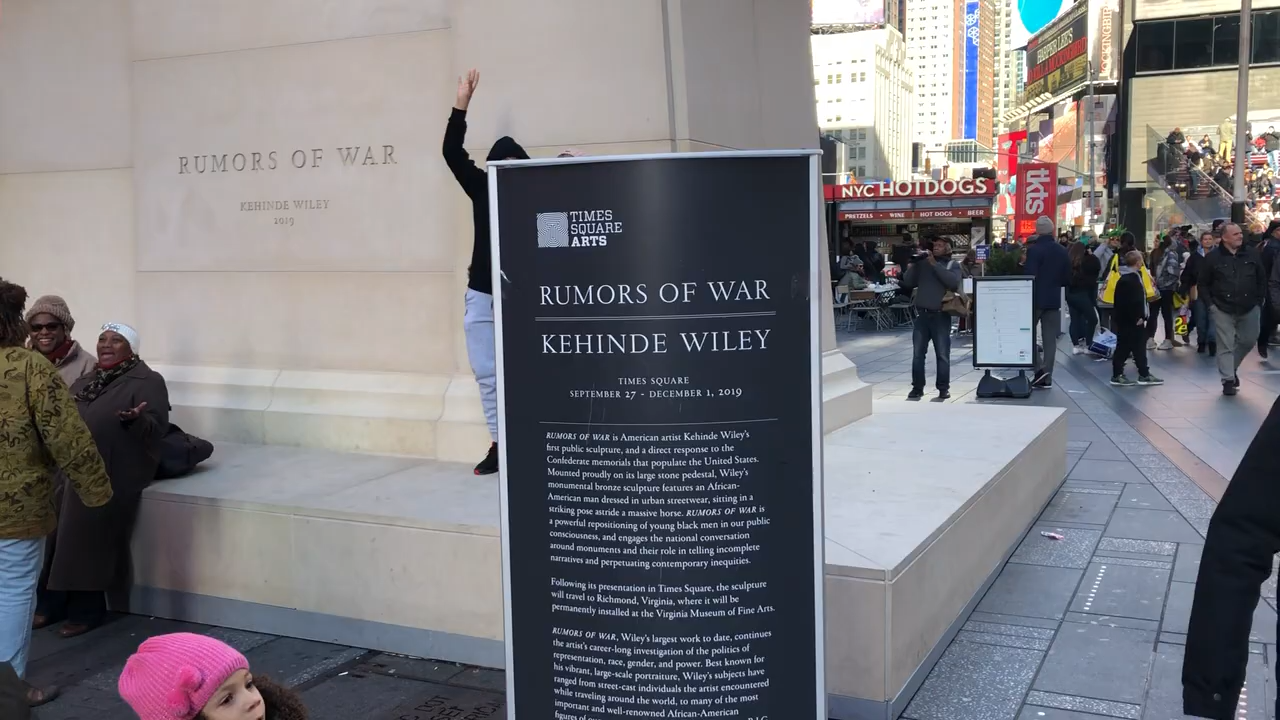 RUMORS OF WAR
KEHINDE WILEY
2019
TIMES
SQUARE
ARTS
RUMORS OF WAR
KEHINDE WILEY
TIMES SQUARE
SEPTEMBER 27 - DECEMBER 1, 2019
RUMORS OF WAR is American artist Kehinde Wiley's
first public sculpture, and a direct response to the
Confederate memorials that populate the United States.
Mounted proudly on its large stone pedestal, Wiley's
monumental bronze sculpture features an African-
American man dressed in urban streetwear, sitting in a
striking pose astride a massive horse. RUMORS OF WAR is
a powerful repositioning of young black men in our public
consciousness, and engages the national conversation
around monuments and their role in telling incomplete
narratives and perpetuating contemporary inequities.
Following its presentation in Times Square, the sculpture
will travel to Richmond, Virginia, where it will be
permanently installed at the Virginia Museum of Fine Arts.
RUMORS OF WAR, Wiley's largest work to date, continues
the artist's career-long investigation of the politics of
representation, race, gender, and power. Best known for
his vibrant, large-scale portraiture, Wiley's subjects have
ranged from street-cast individuals the artist encountered
while traveling around the world, to many of the most
important and well-renowned African-American
figures of
NYC HOTDOGS
PRETZELS WINE HOT DOGS BEER
tkts
HARPER LEE'S
TO KILL A MOCKINGBIRD